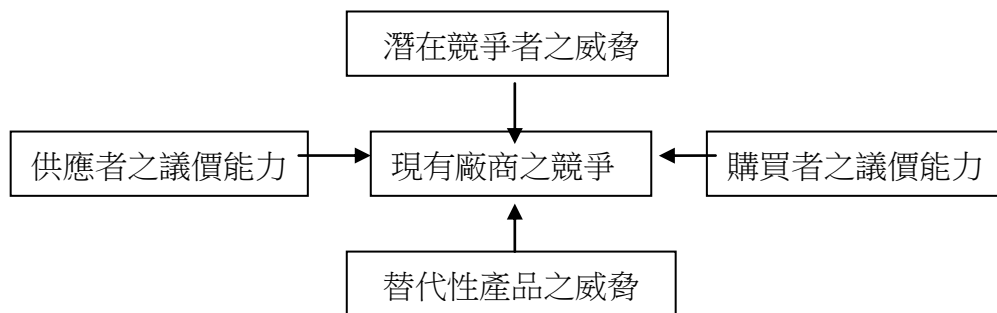 潛在競爭者之威脅
供應者之議價能力
現有廠商之競爭
購買者之議價能力
替代性產品之威脅